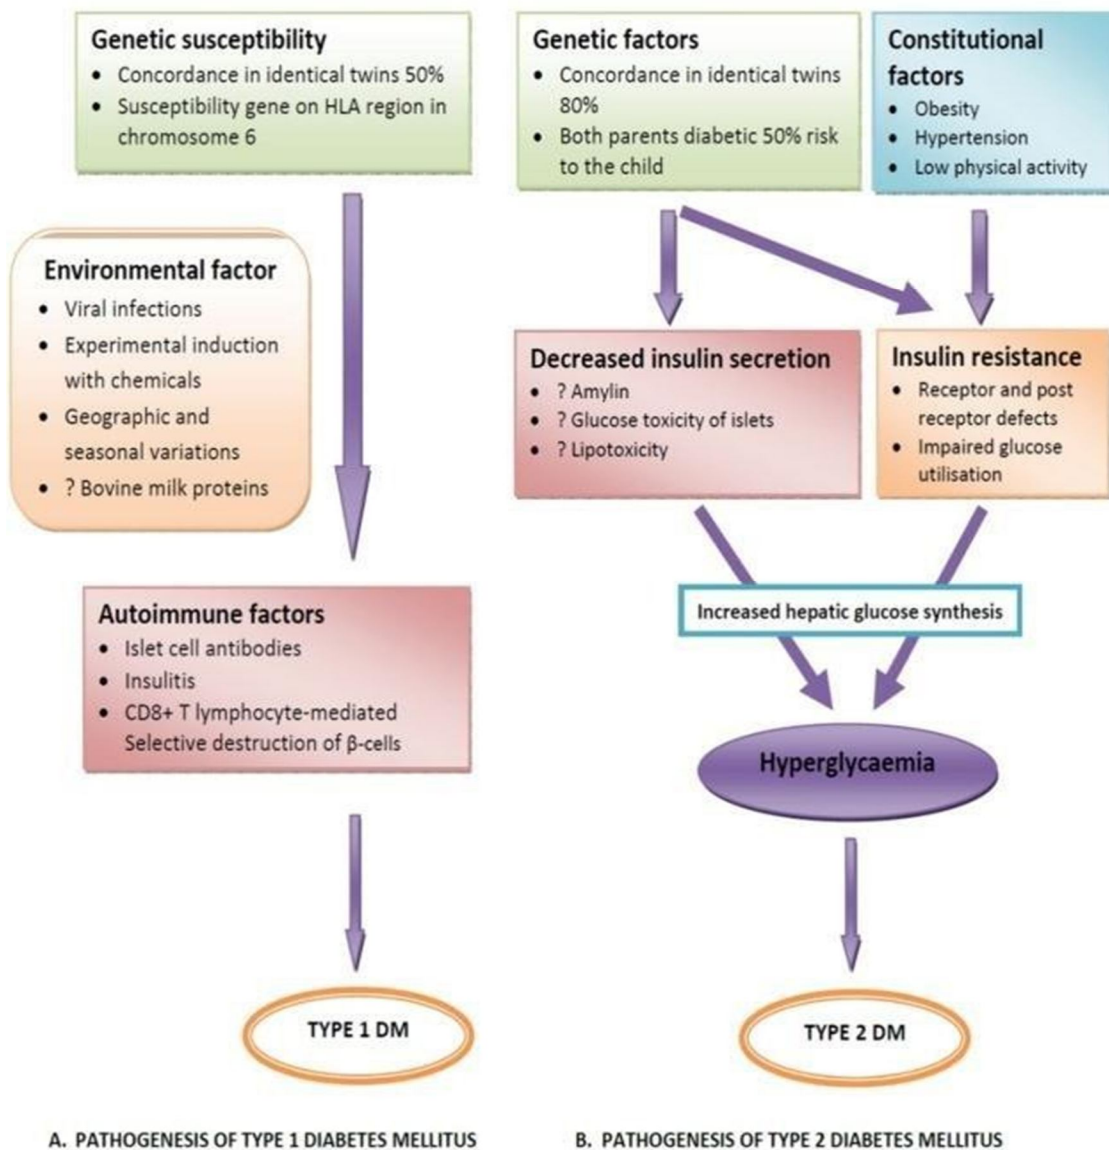 Genetic susceptibility
• Concordance in identical twins 50%
• Susceptibility gene on HLA region in
chromosome 6
Environmental factor
• Viral infections
• Experimental induction
with chemicals
• Geographic and
seasonal variations
• ? Bovine milk proteins
Autoimmune factors
• Islet cell antibodies
• Insulitis
• CD8+ T lymphocyte-mediated
Selective destruction of β-cells
TYPE 1 DM
A. PATHOGENESIS OF TYPE 1 DIABETES MELLITUS
Genetic factors
• Concordance in identical twins
80%
• Both parents diabetic 50% risk
to the child
Constitutional
factors
• Obesity
• Hypertension
• Low physical activity
Decreased insulin secretion
• ? Amylin
• ? Glucose toxicity of islets
• ? Lipotoxicity
Insulin resistance
• Receptor and post
receptor defects
• Impaired glucose
utilisation
Increased hepatic glucose synthesis
Hyperglycaemia
TYPE 2 DM
B. PATHOGENESIS OF TYPE 2 DIABETES MELLITUS